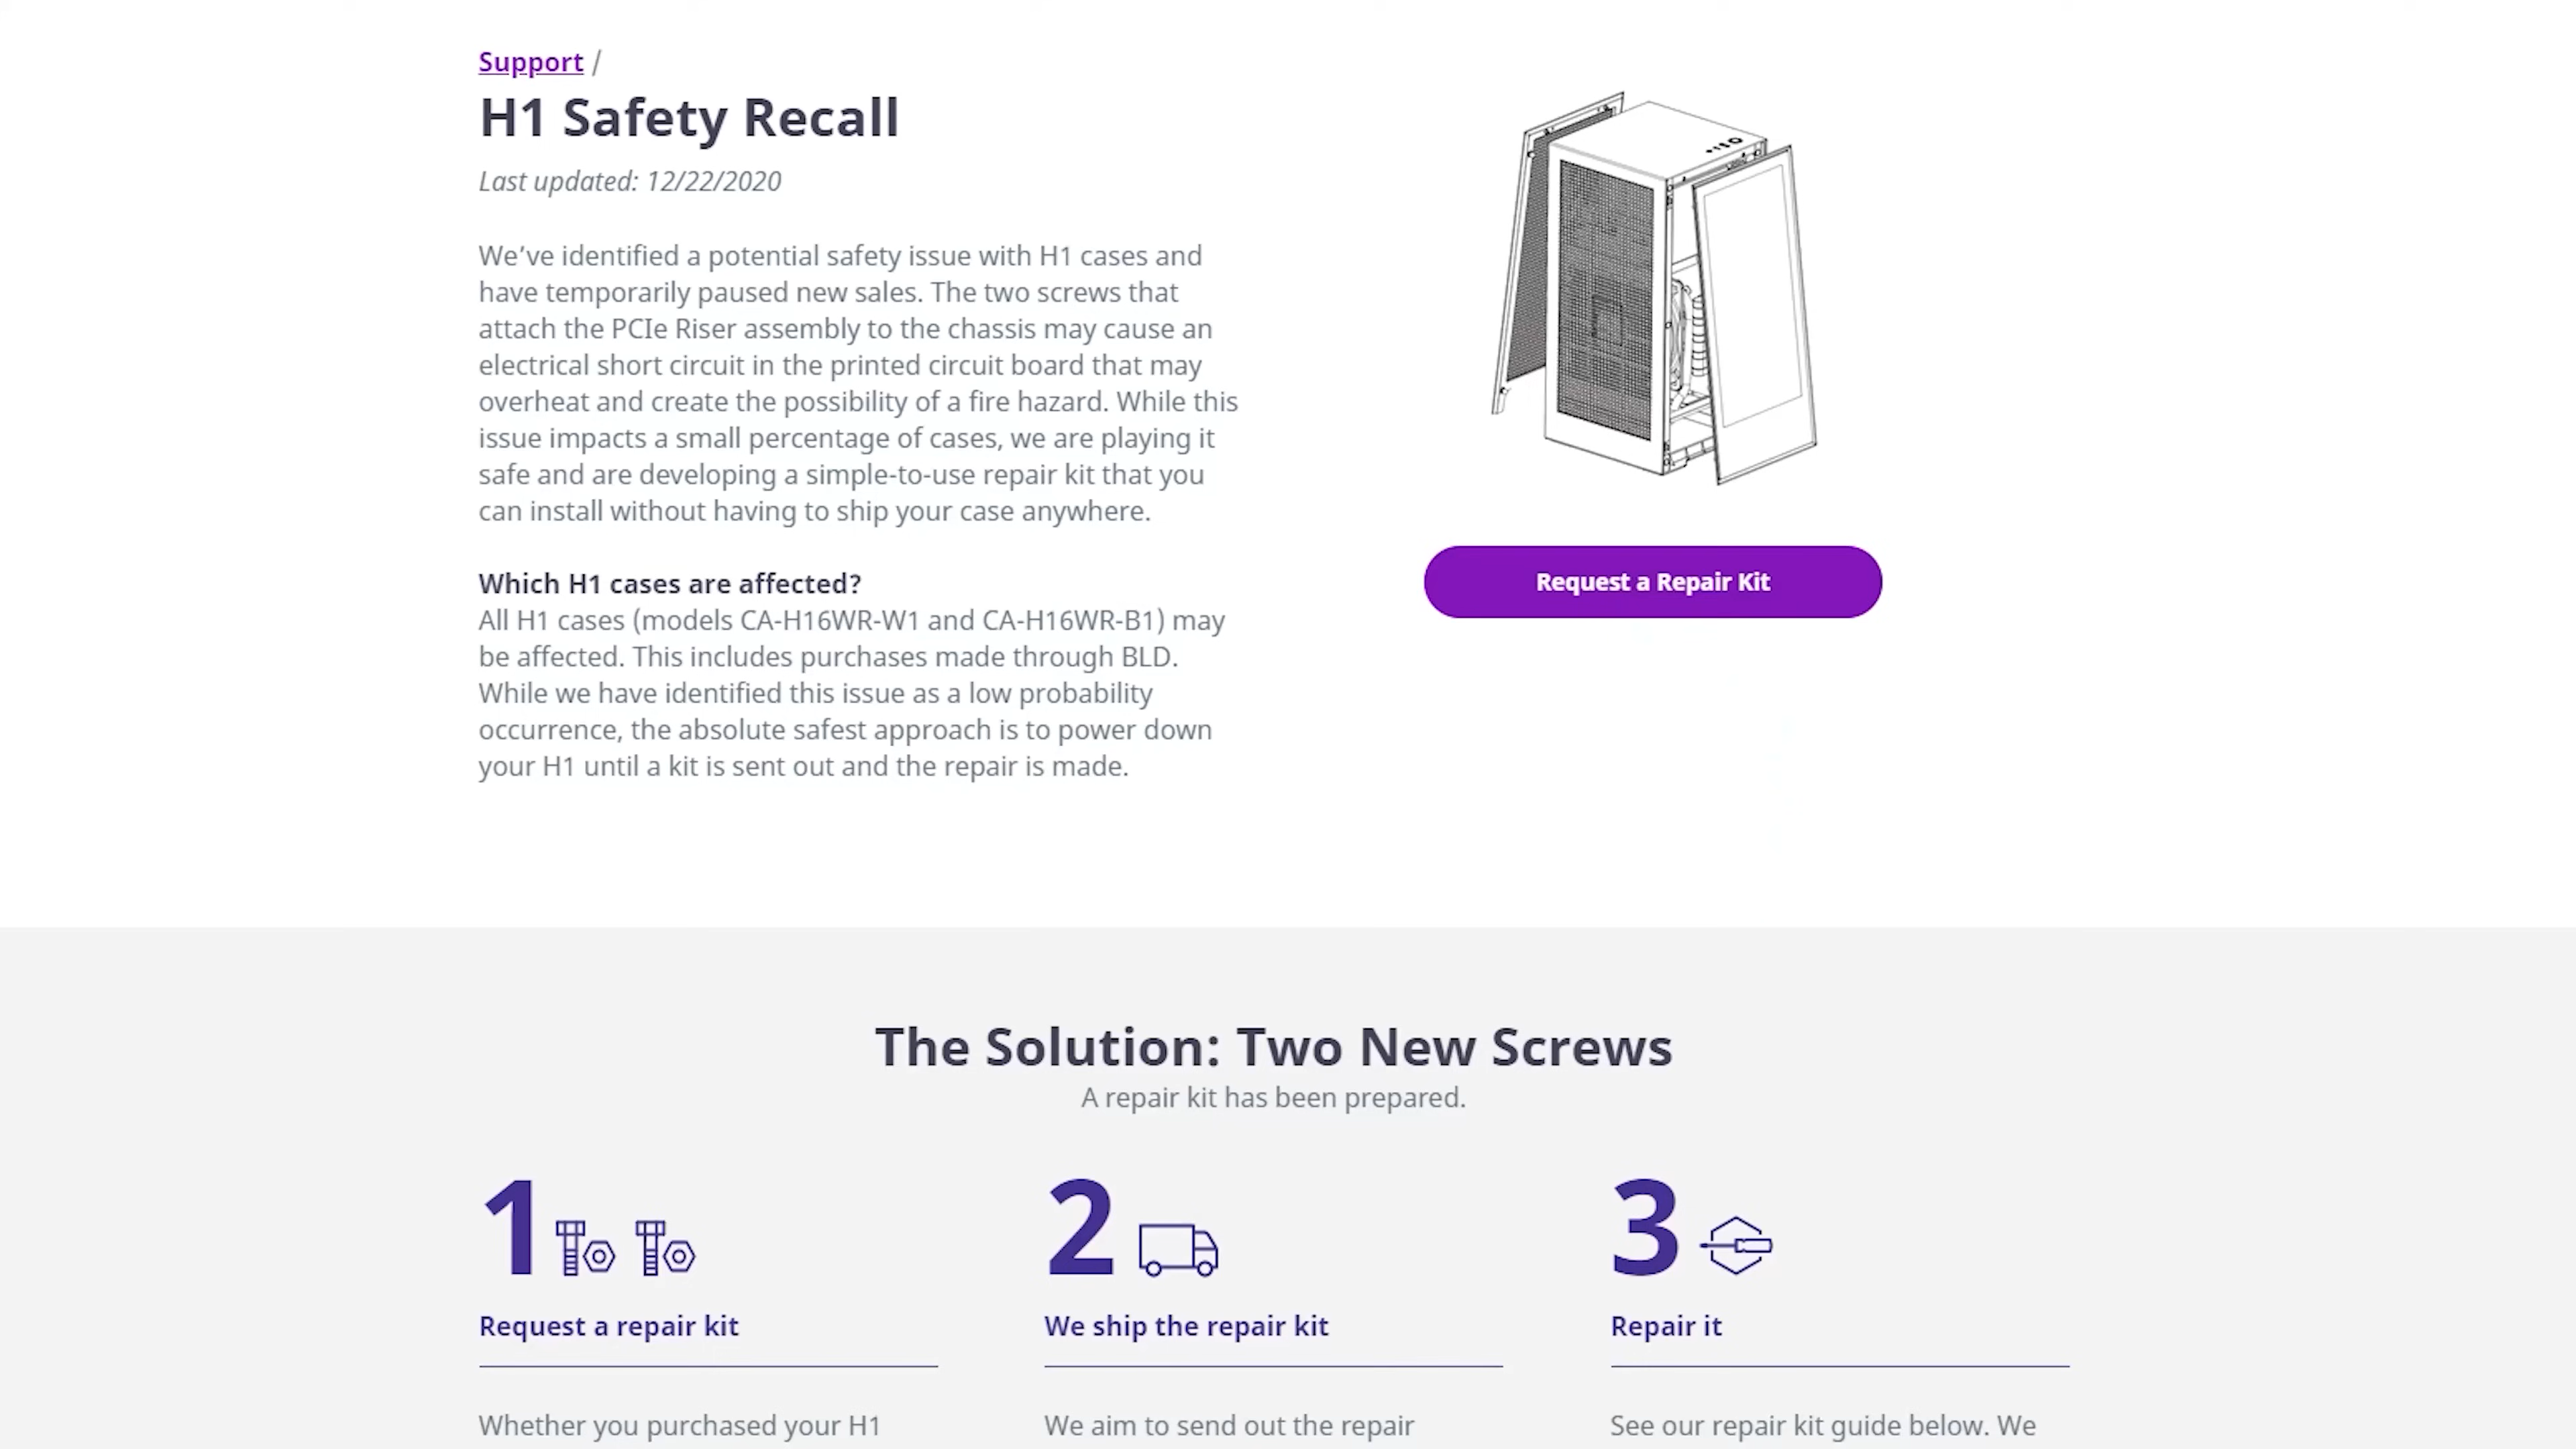 Support /
H1 Safety Recall
Last updated: 12/22/2020
We’ve identified a potential safety issue with H1 cases and
have temporarily paused new sales. The two screws that
attach the PCIe Riser assembly to the chassis may cause an
electrical short circuit in the printed circuit board that may
overheat and create the possibility of a fire hazard. While this
issue impacts a small percentage of cases, we are playing it
safe and are developing a simple-to-use repair kit that you
can install without having to ship your case anywhere.
Which H1 cases are affected?
All H1 cases (models CA-H16WR-W1 and CA-H16WR-B1) may
be affected. This includes purchases made through BLD.
While we have identified this issue as a low probability
occurrence, the absolute safest approach is to power down
your H1 until a kit is sent out and the repair is made.
Request a Repair Kit
The Solution: Two New Screws
A repair kit has been prepared.
1
Request a repair kit
Whether you purchased your H1
2
We ship the repair kit
We aim to send out the repair
3
Repair it
See our repair kit guide below. We